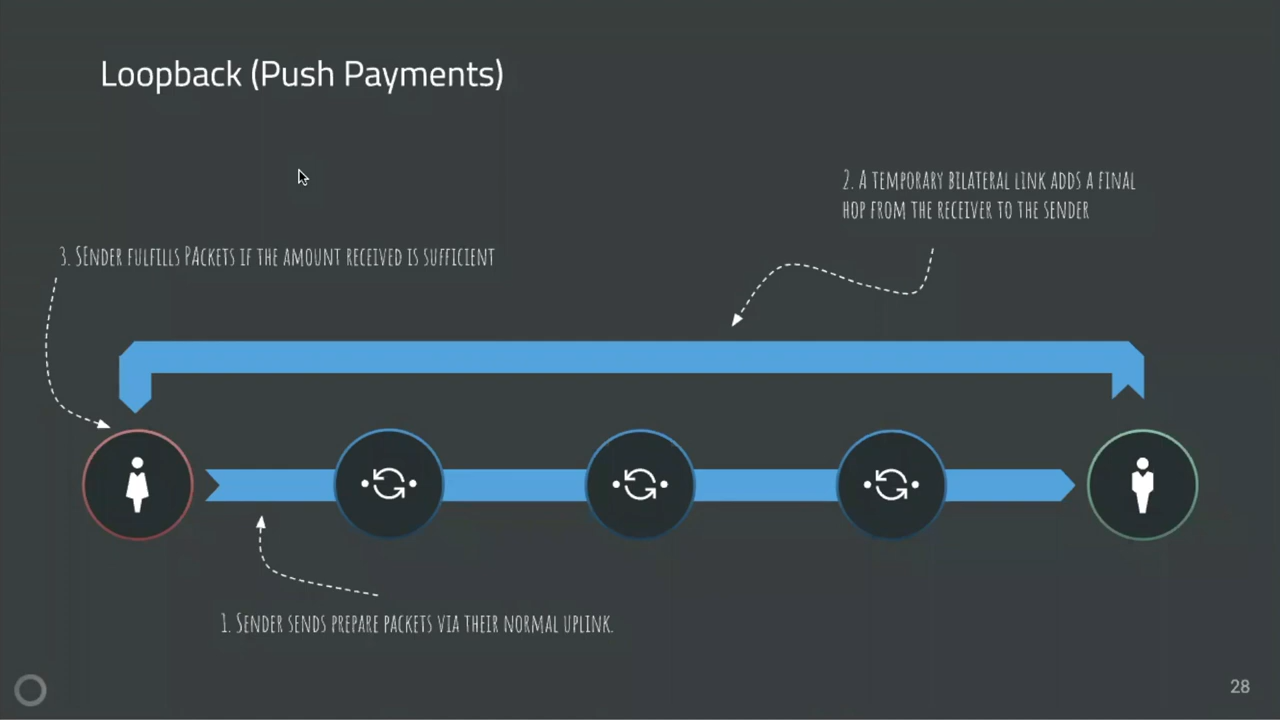 Loopback (Push Payments)
2. A TEMPORARY BILATERAL LINK ADDS A FINAL
HOP FROM THE RECEIVER TO THE SENDER
3. SENDER FULFILLS PACKETS IF THE AMOUNT RECEIVED IS SUFFICIENT
1. SENDER SENDS PREPARE PACKETS VIA THEIR NORMAL UPLINK.
28